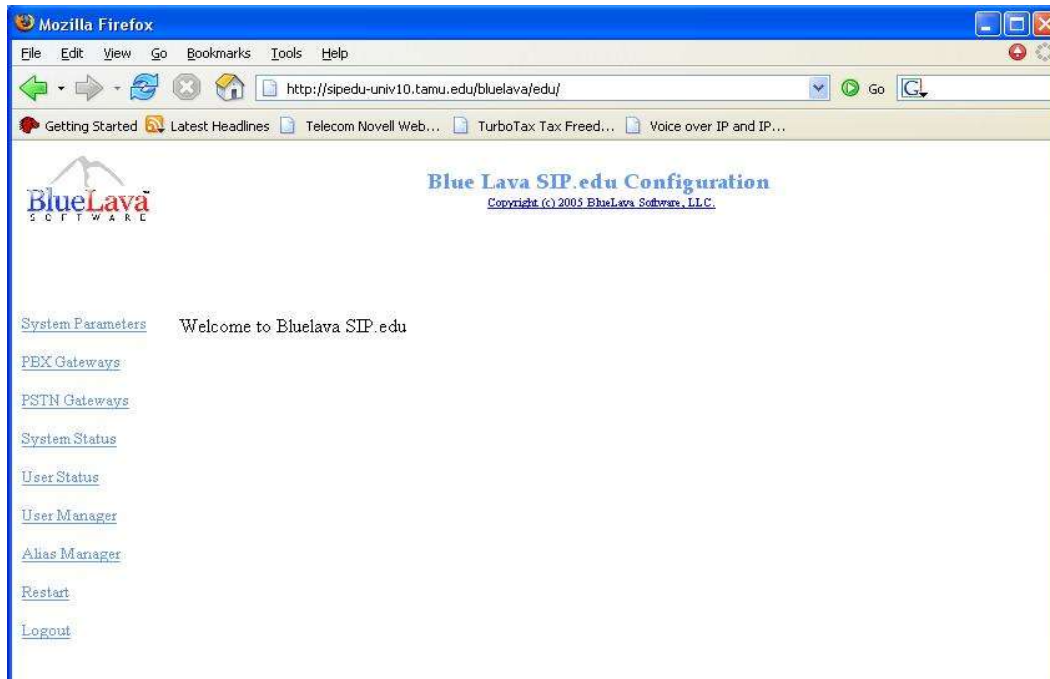 Mozilla Firefox
File Edit View Go Bookmarks Tools Help
http://sipedu-univ10.tamu.edu/bluelava/edu/ Go G
Getting Started Latest Headlines Telecom Novell Web... TurboTax Tax Freed... Voice over IP and IP...
BlueLava
SOFTWARE
Blue Lava SIP.edu Configuration
Copyright (c) 2005 BlueLava Software, LLC.
System Parameters
Welcome to Bluelava SIP.edu
PBX Gateways
PSTN Gateways
System Status
User Status
User Manager
Alias Manager
Restart
Logout